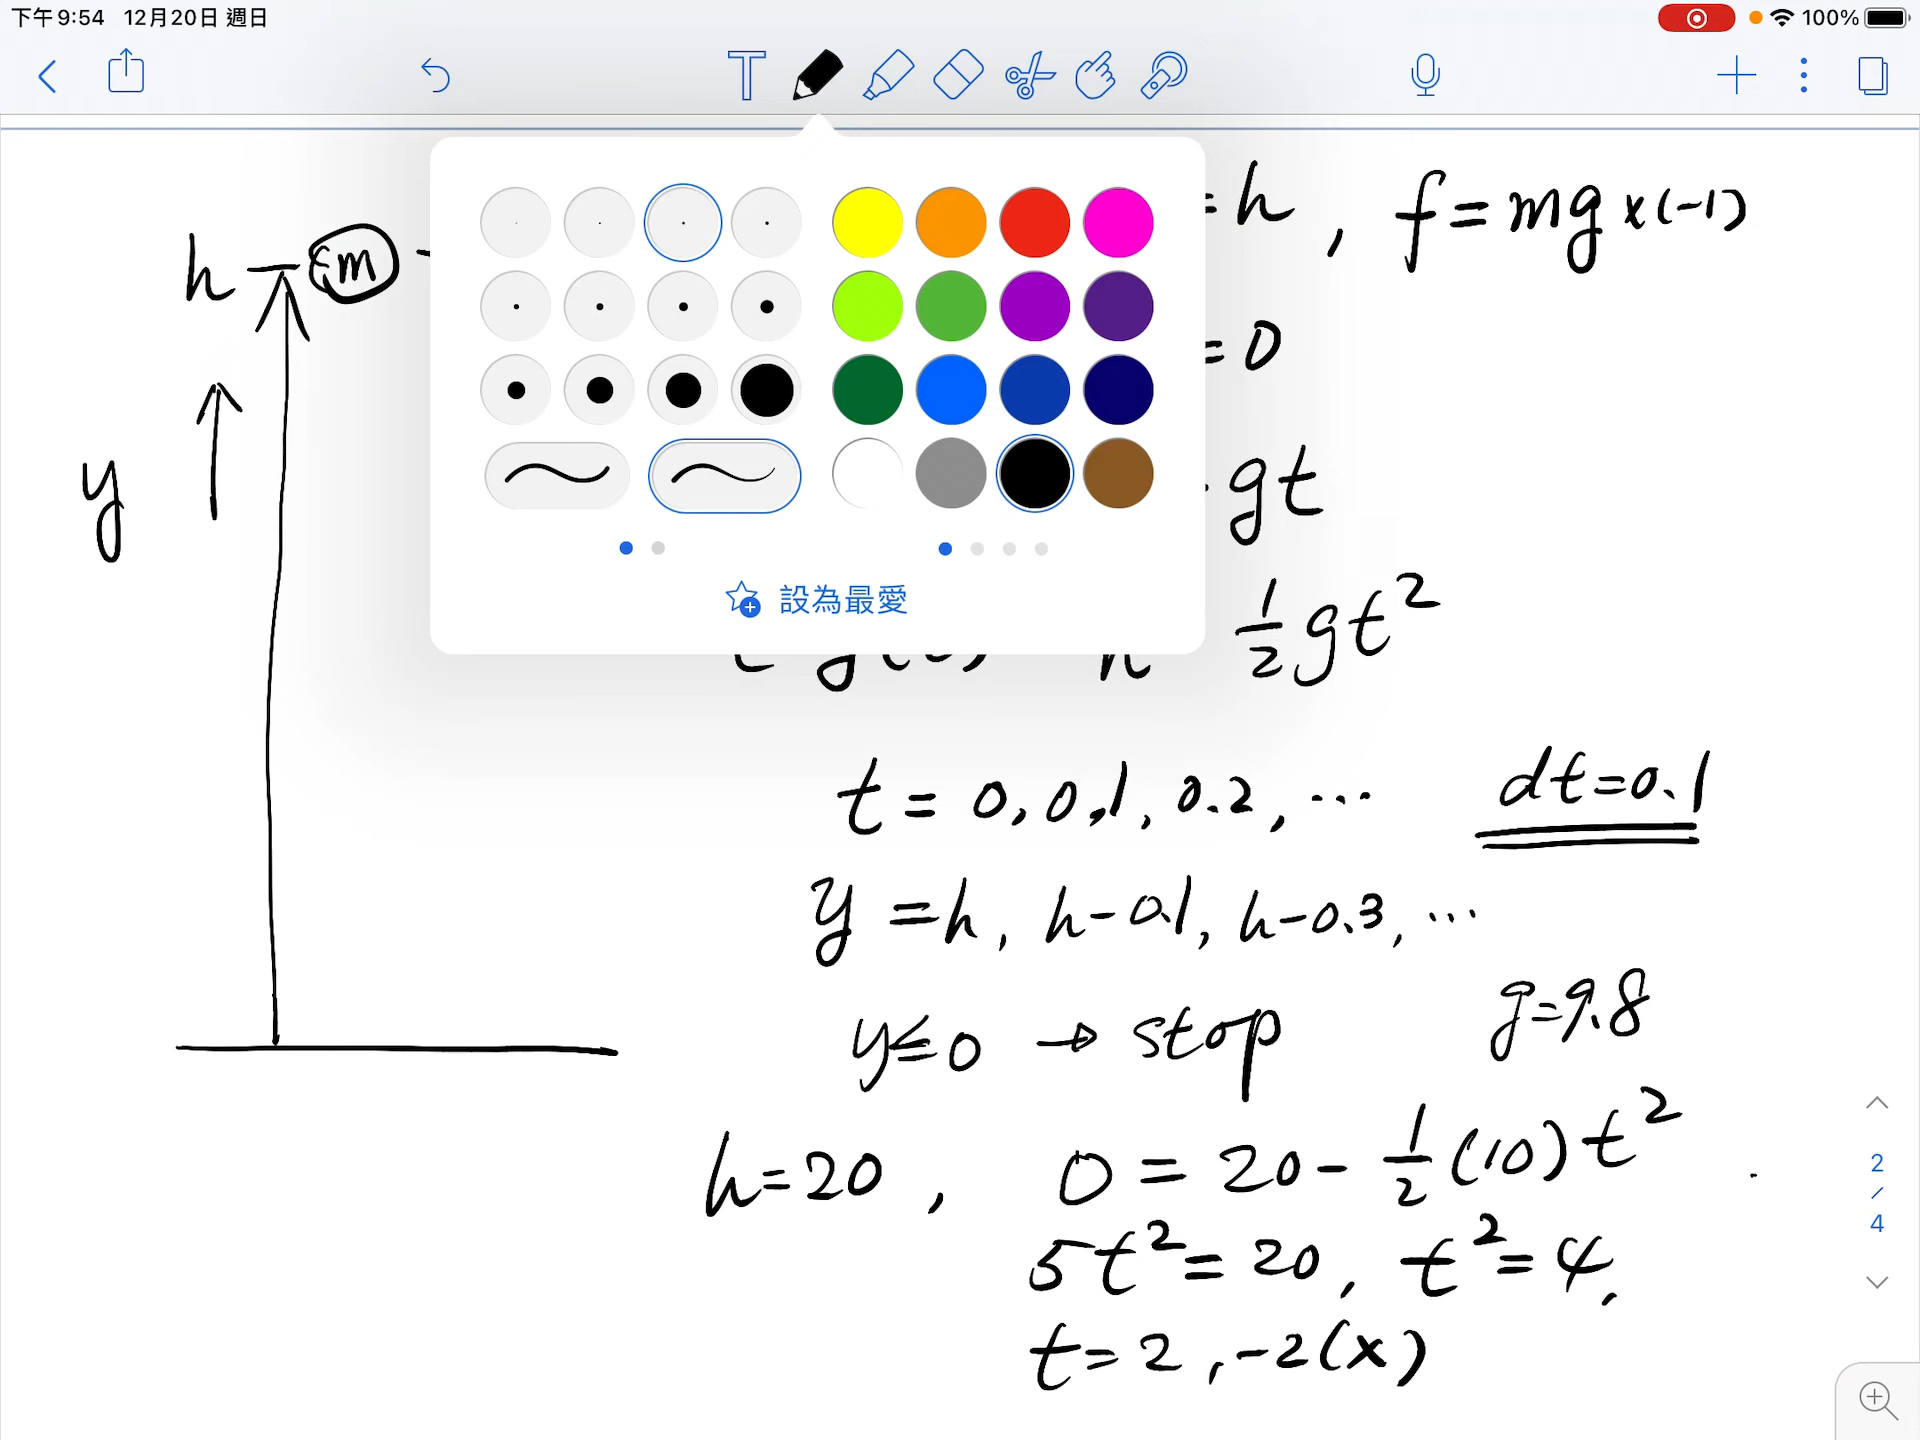 下午9:54 12月20日 週日
100%
T
=h , f=mg×(-1)
h m
=0
y
gt
設為最愛
1/2 gt²
t = 0, 0.1, 0.2, ...
dt=0.1
y =h, h-0.1, h-0.3, ...
y≤0 → stop
g=9.8
h=20 , 0 = 20- 1/2 (10)t²
5t²=20, t²=4,
t=2, -2(x)
2
/
4